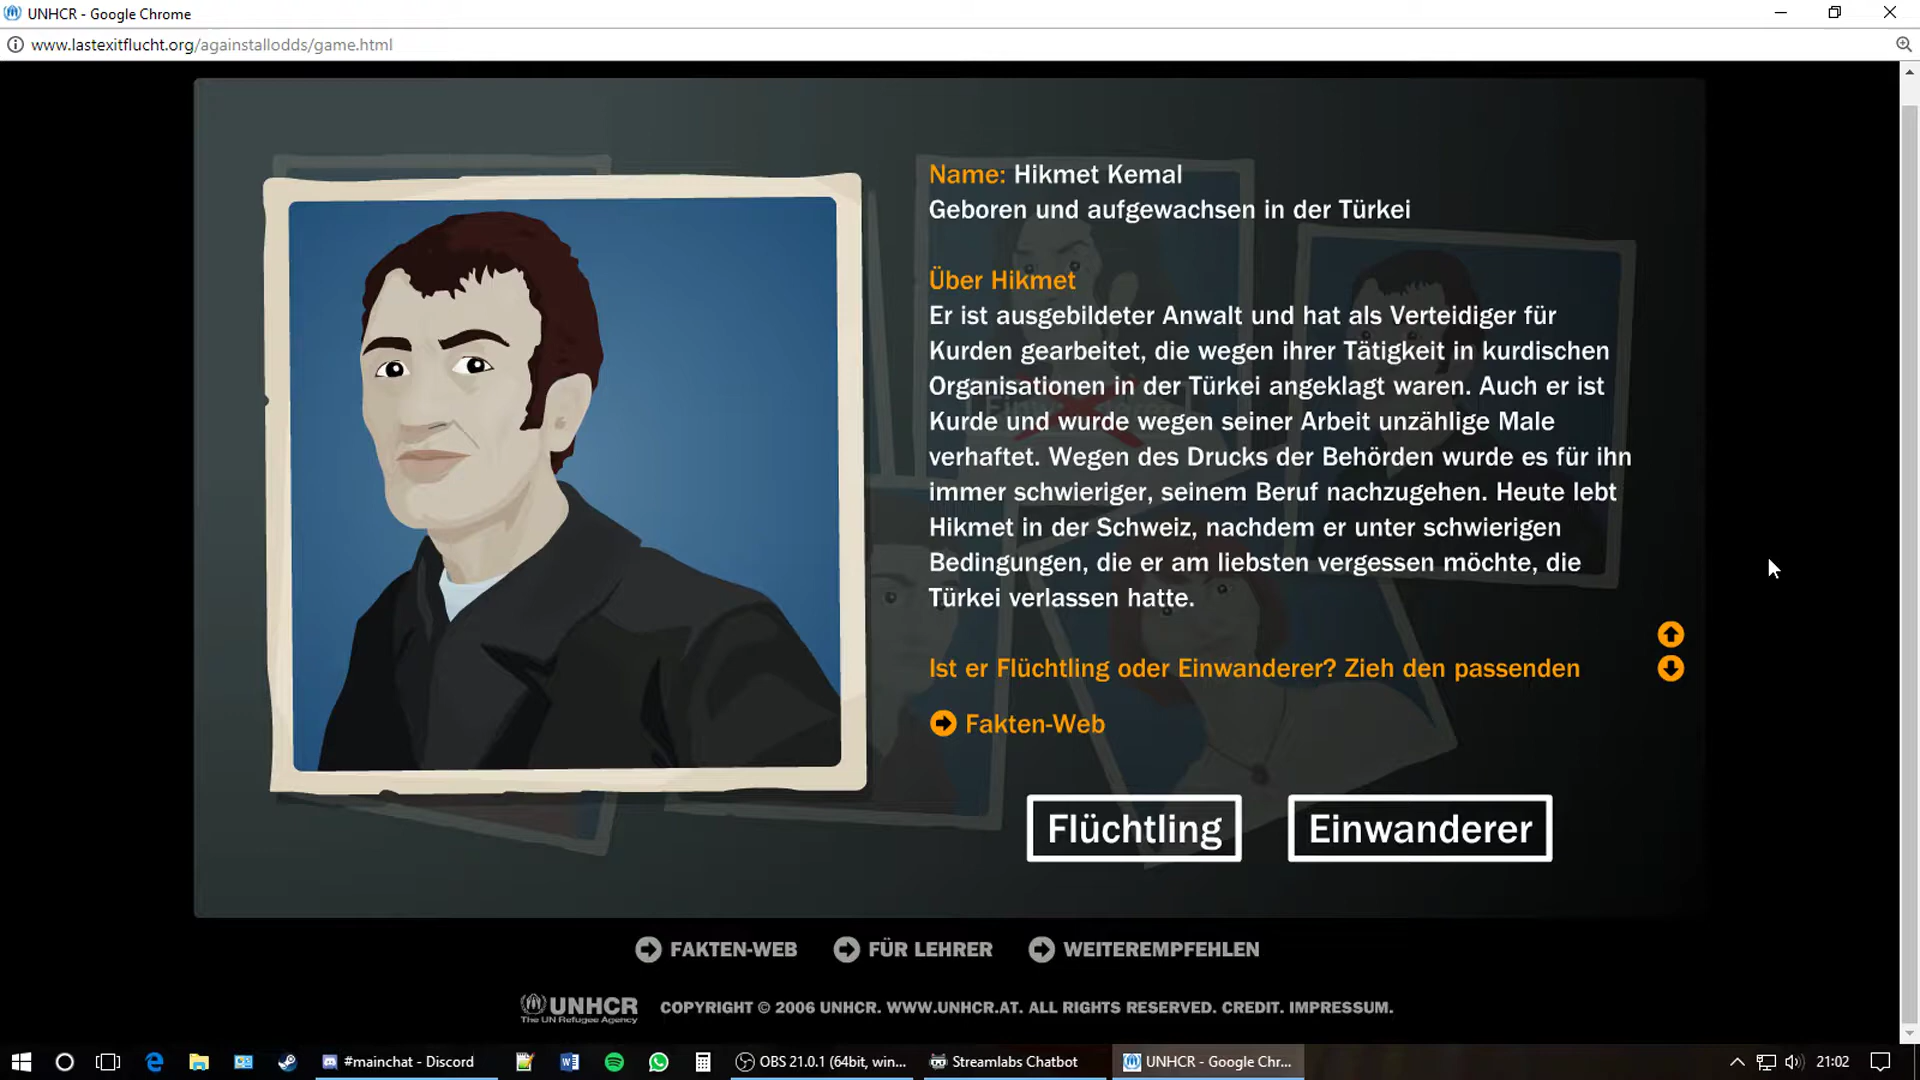 UNHCR - Google Chrome
www.lastexitflucht.org/againstallodds/game.html
Name: Hikmet Kemal
Geboren und aufgewachsen in der Türkei
Über Hikmet
Er ist ausgebildeter Anwalt und hat als Verteidiger für
Kurden gearbeitet, die wegen ihrer Tätigkeit in kurdischen
Organisationen in der Türkei angeklagt waren. Auch er ist
Kurde und wurde wegen seiner Arbeit unzählige Male
verhaftet. Wegen des Drucks der Behörden wurde es für ihn
immer schwieriger, seinem Beruf nachzugehen. Heute lebt
Hikmet in der Schweiz, nachdem er unter schwierigen
Bedingungen, die er am liebsten vergessen möchte, die
Türkei verlassen hatte.
Ist er Flüchtling oder Einwanderer? Zieh den passenden
Fakten-Web
Flüchtling Einwanderer
FAKTEN-WEB FÜR LEHRER WEITEREMPFEHLEN
UNHCR COPYRIGHT © 2006 UNHCR. WWW.UNHCR.AT. ALL RIGHTS RESERVED. CREDIT. IMPRESSUM.
The UN Refugee Agency
#mainchat - Discord OBS 21.0.1 (64bit, win... Streamlabs Chatbot UNHCR - Google Chr... 21:02